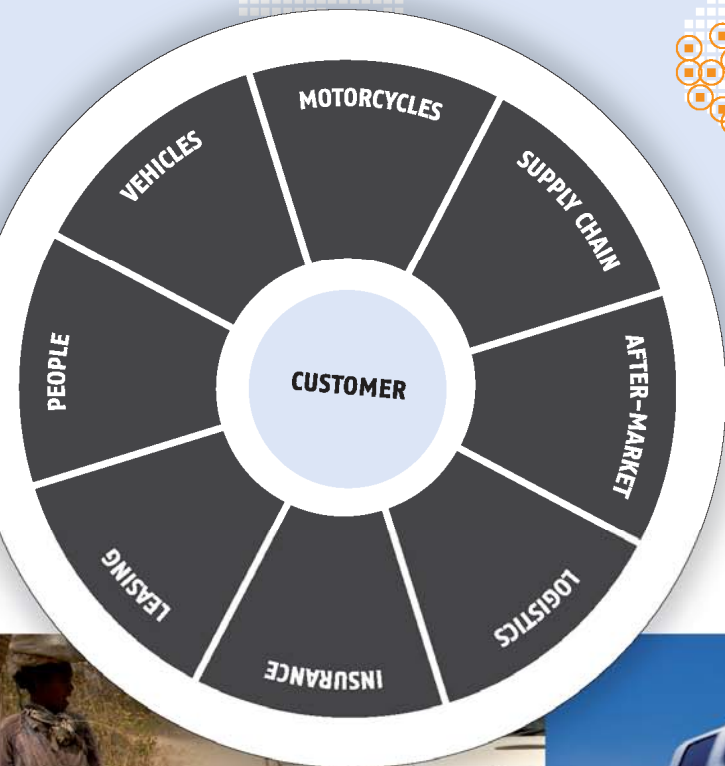 MOTORCYCLES
SUPPLY CHAIN
AFTER-MARKET
LOGISTICS
INSURANCE
LEASING
PEOPLE
VEHICLES
CUSTOMER